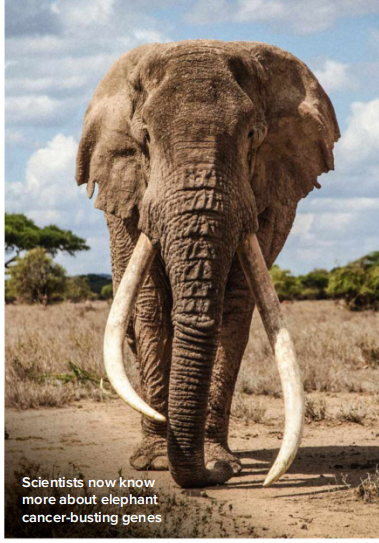 Scientists now know
more about elephant
cancer-busting genes